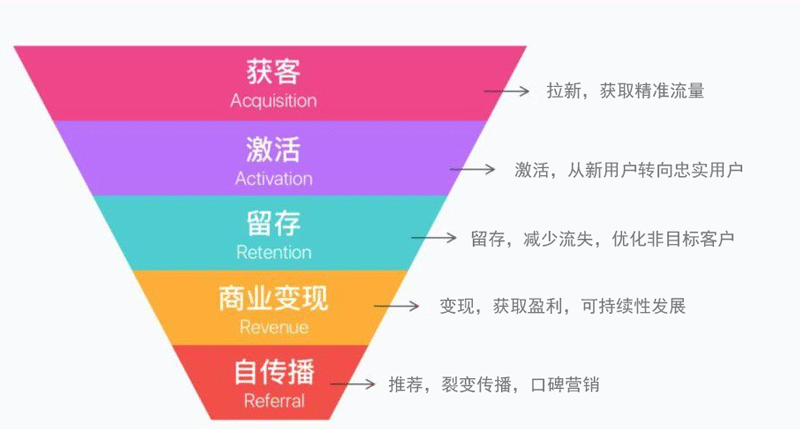 获客
Acquisition
拉新，获取精准流量
激活
Activation
激活，从新用户转向忠实用户
留存
Retention
留存，减少流失，优化非目标客户
商业变现
Revenue
变现，获取盈利，可持续性发展
自传播
Referral
推荐，裂变传播，口碑营销